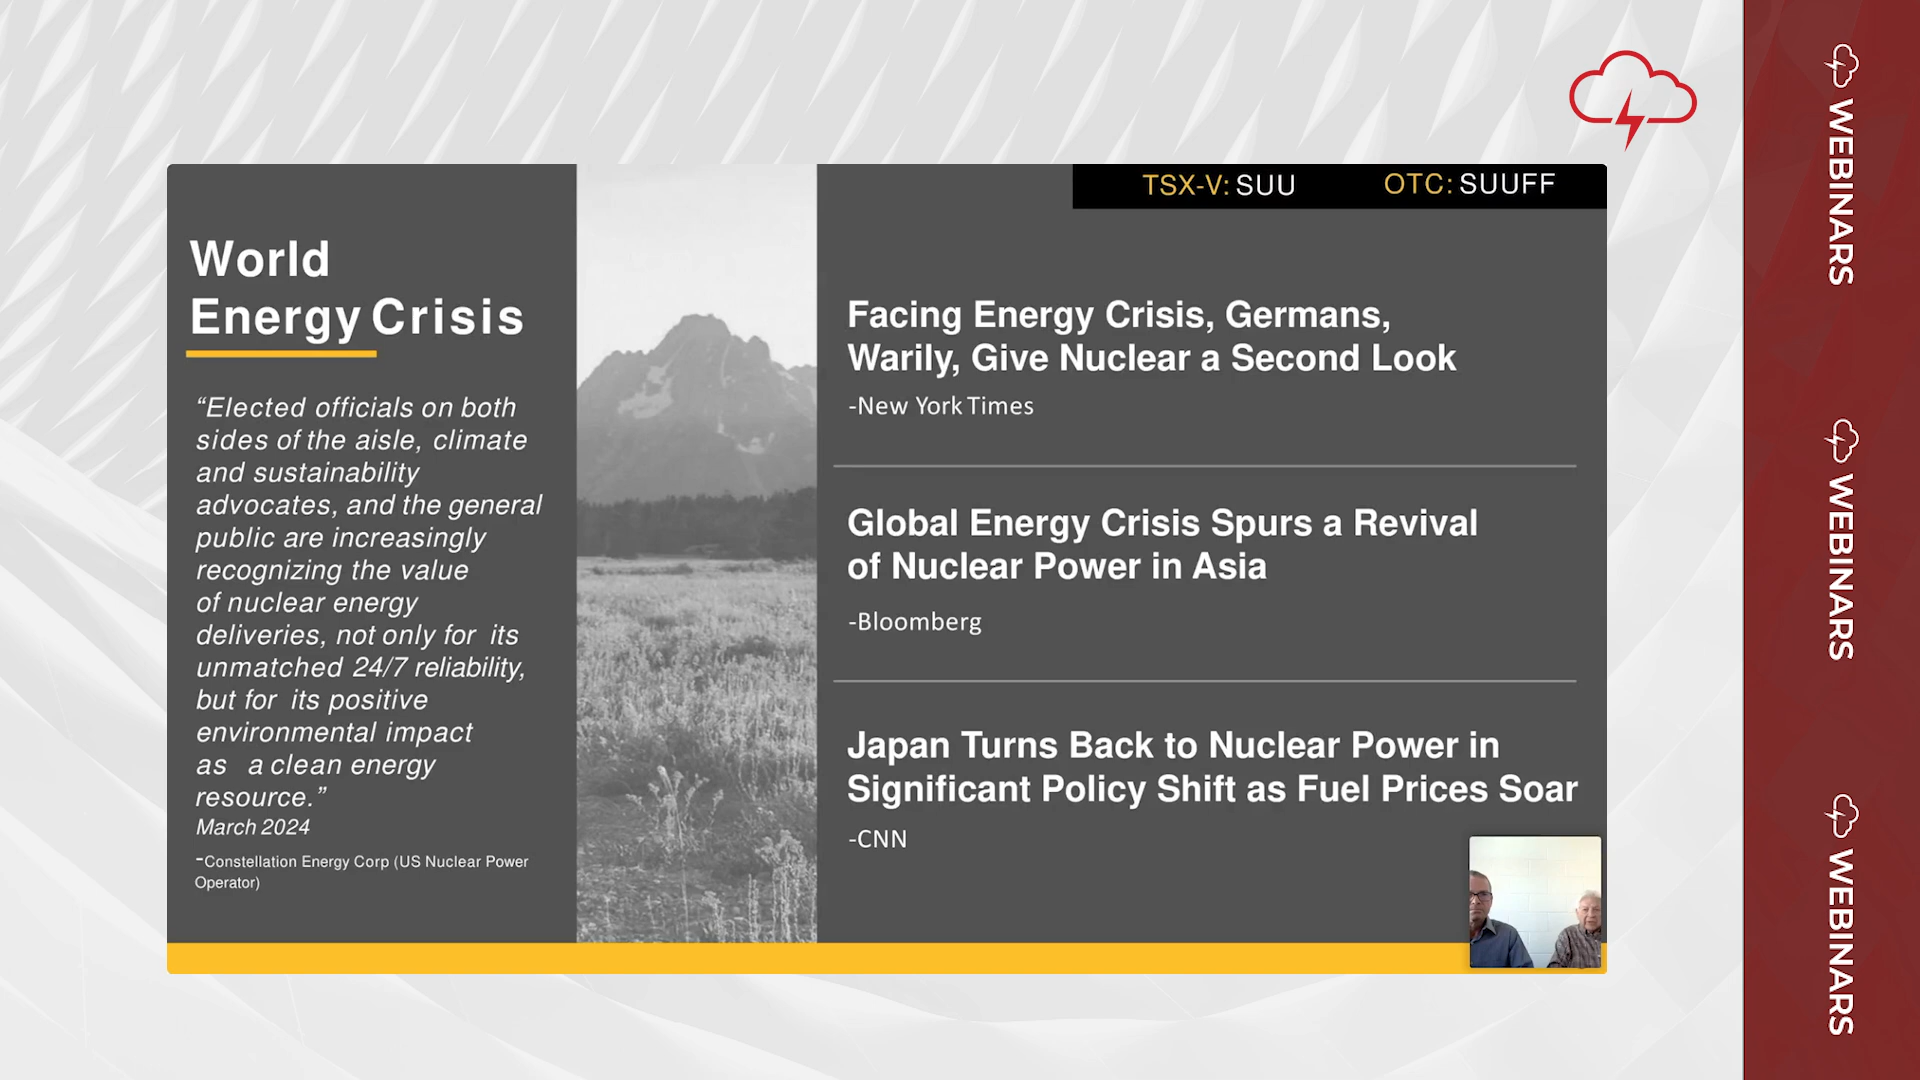 TSX-V: SUU OTC: SUUFF
World
Energy Crisis
“Elected officials on both
sides of the aisle, climate
and sustainability
advocates, and the general
public are increasingly
recognizing the value
of nuclear energy
deliveries, not only for its
unmatched 24/7 reliability,
but for its positive
environmental impact
as a clean energy
resource.”
March 2024
-Constellation Energy Corp (US Nuclear Power
Operator)
Facing Energy Crisis, Germans,
Warily, Give Nuclear a Second Look
-New York Times
Global Energy Crisis Spurs a Revival
of Nuclear Power in Asia
-Bloomberg
Japan Turns Back to Nuclear Power in
Significant Policy Shift as Fuel Prices Soar
-CNN
WEBINARS
WEBINARS
WEBINARS